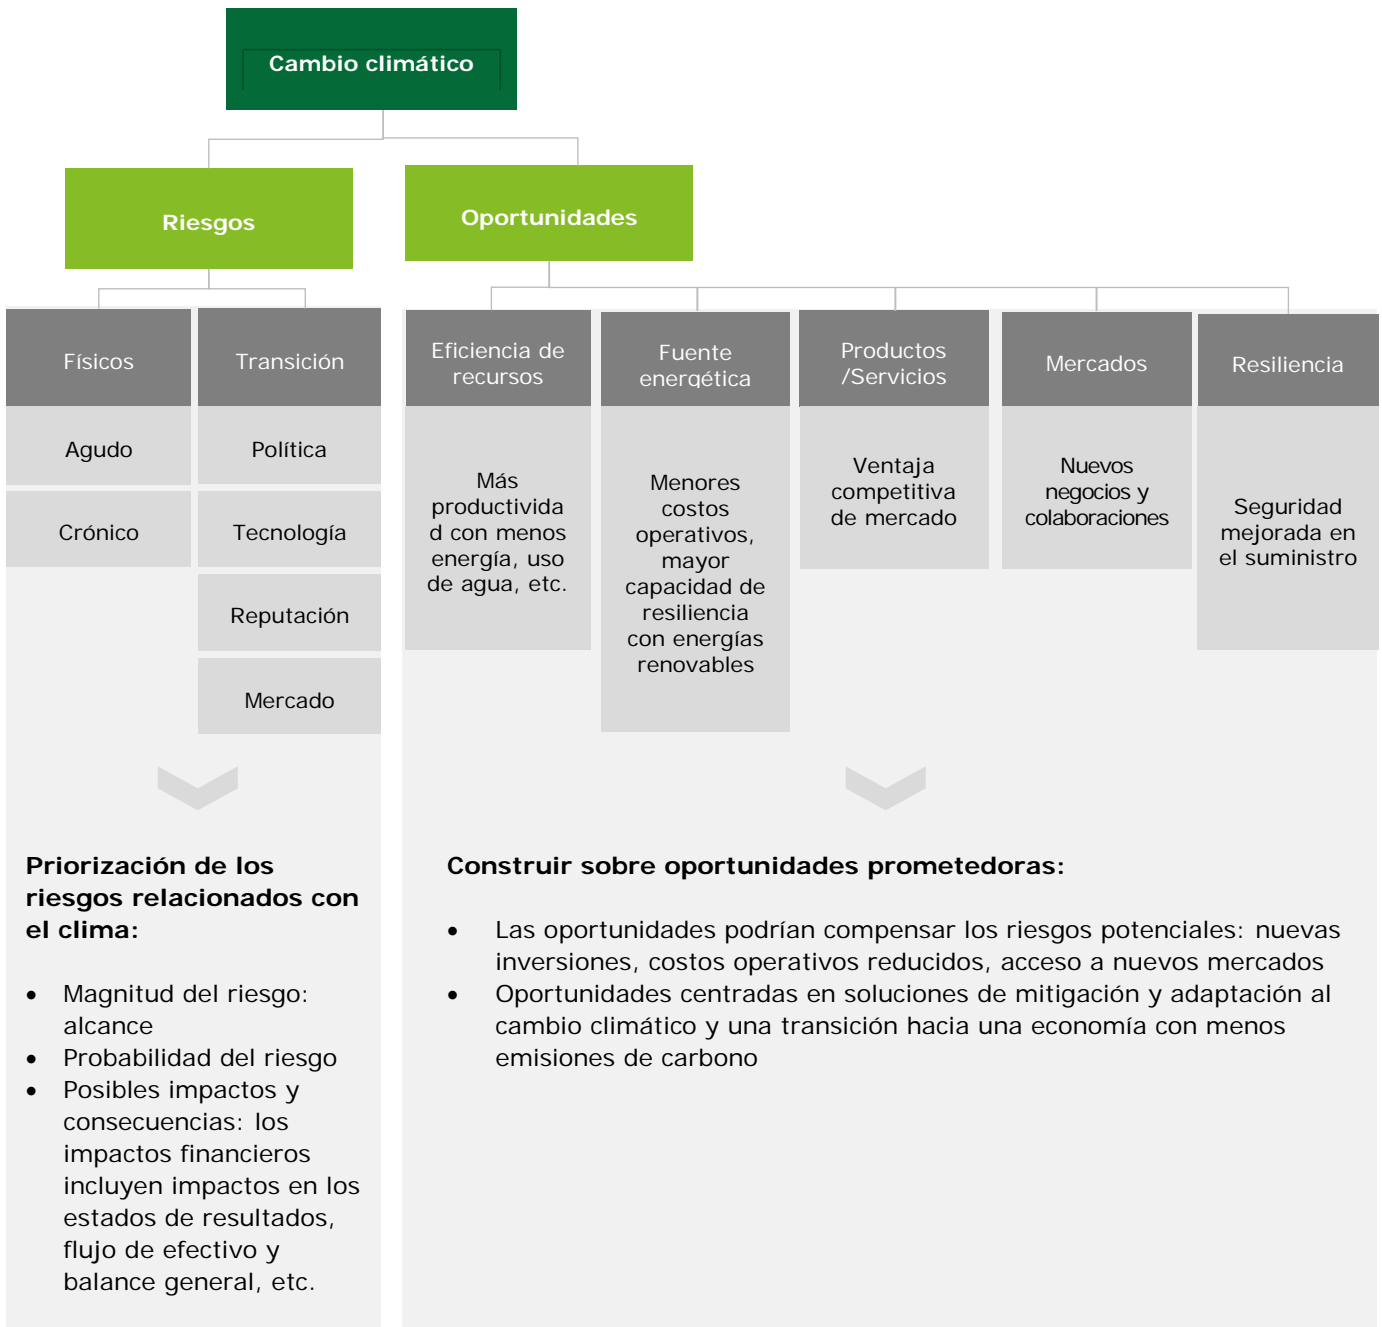 Cambio climático
Riesgos
Oportunidades
Físicos
Transición
Agudo
Política
Crónico
Tecnología
Reputación
Mercado
Eficiencia de
recursos
Más
productivida
d con menos
energía, uso
de agua, etc.
Fuente
energética
Menores
costos
operativos,
mayor
capacidad de
resiliencia
con energías
renovables
Productos
/Servicios
Ventaja
competitiva
de mercado
Mercados
Nuevos
negocios y
colaboraciones
Resiliencia
Seguridad
mejorada en
el suministro
Priorización de los
riesgos relacionados con
el clima:
• Magnitud del riesgo:
alcance
• Probabilidad del riesgo
• Posibles impactos y
consecuencias: los
impactos financieros
incluyen impactos en los
estados de resultados,
flujo de efectivo y
balance general, etc.
Construir sobre oportunidades prometedoras:
• Las oportunidades podrían compensar los riesgos potenciales: nuevas
inversiones, costos operativos reducidos, acceso a nuevos mercados
• Oportunidades centradas en soluciones de mitigación y adaptación al
cambio climático y una transición hacia una economía con menos
emisiones de carbono